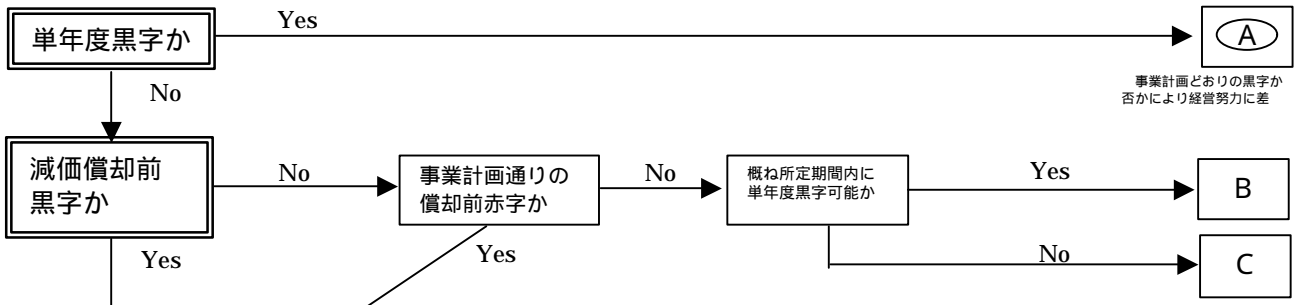 単年度黒字か
Yes
A
事業計画どおりの黒字か
否かにより経営努力に差
No
減価償却前
黒字か
No
事業計画通りの
償却前赤字か
No
概ね所定期間内に
単年度黒字可能か
Yes
B
Yes
Yes
No
C